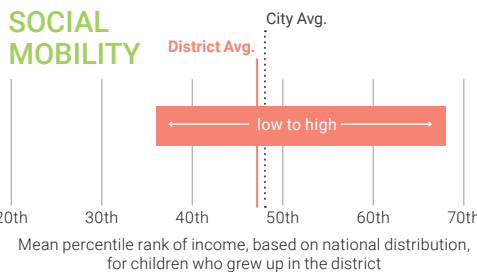 SOCIAL
MOBILITY
City Avg.
District Avg.
low to high
20th 30th 40th 50th 60th 70th
Mean percentile rank of income, based on national distribution,
for children who grew up in the district